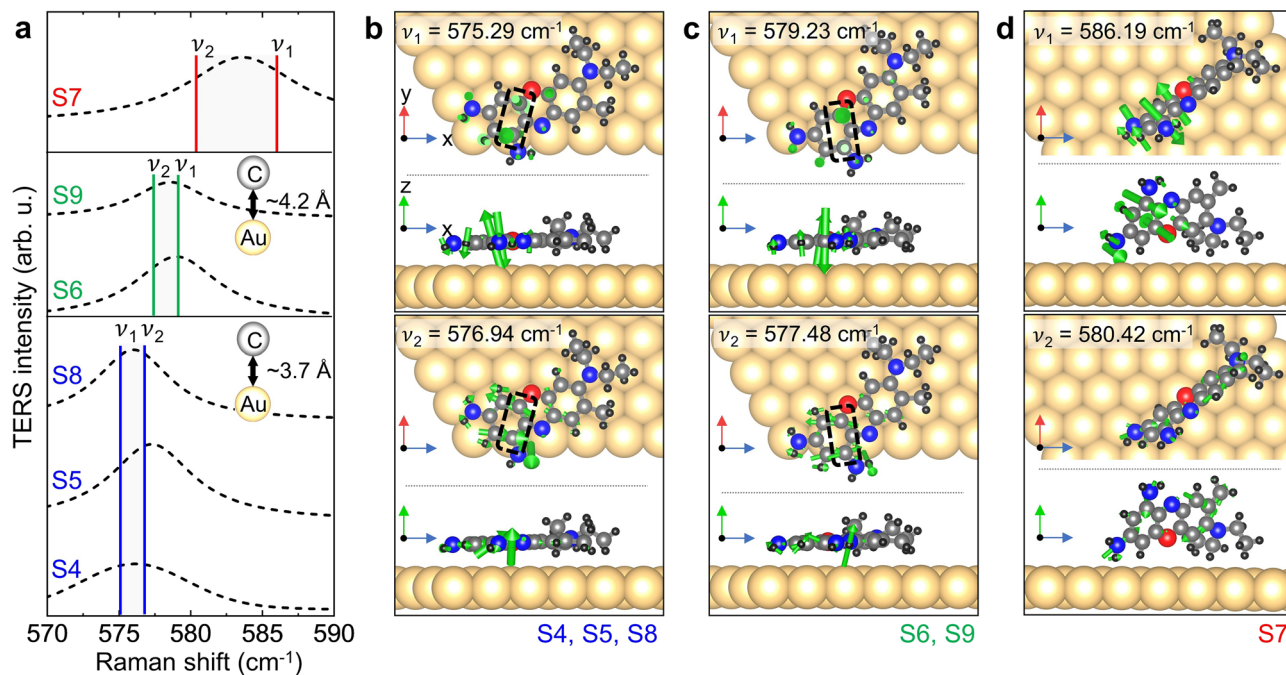 a
TERS intensity (arb. u.)
S7
ν2
ν1
S9
ν2
ν1
C
~4.2 Å
Au
S6
ν1
ν2
C
~3.7 Å
Au
S8
S5
S4
570 575 580 585 590
Raman shift (cm-1)
b
ν1 = 575.29 cm-1
y
x
z
x
ν2 = 576.94 cm-1
S4, S5, S8
c
ν1 = 579.23 cm-1
ν2 = 577.48 cm-1
S6, S9
d
ν1 = 586.19 cm-1
ν2 = 580.42 cm-1
S7